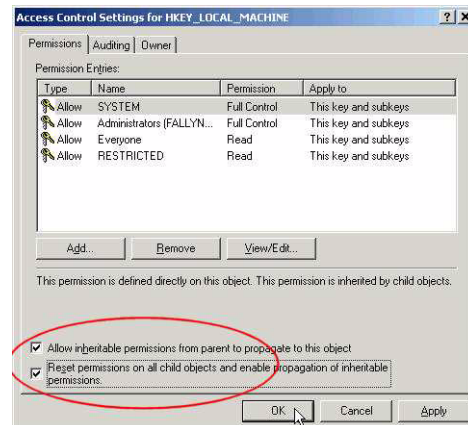 Access Control Settings for HKEY_LOCAL_MACHINE
Permissions Auditing Owner
Permission Entries:
Type Name Permission Apply to
Allow SYSTEM Full Control This key and subkeys
Allow Administrators (FALLYN... Full Control This key and subkeys
Allow Everyone Read This key and subkeys
Allow RESTRICTED Read This key and subkeys
Add... Remove View/Edit...
This permission is defined directly on this object. This permission is inherited by child objects.
Allow inheritable permissions from parent to propagate to this object
Reset permissions on all child objects and enable propagation of inheritable
permissions.
OK Cancel Apply